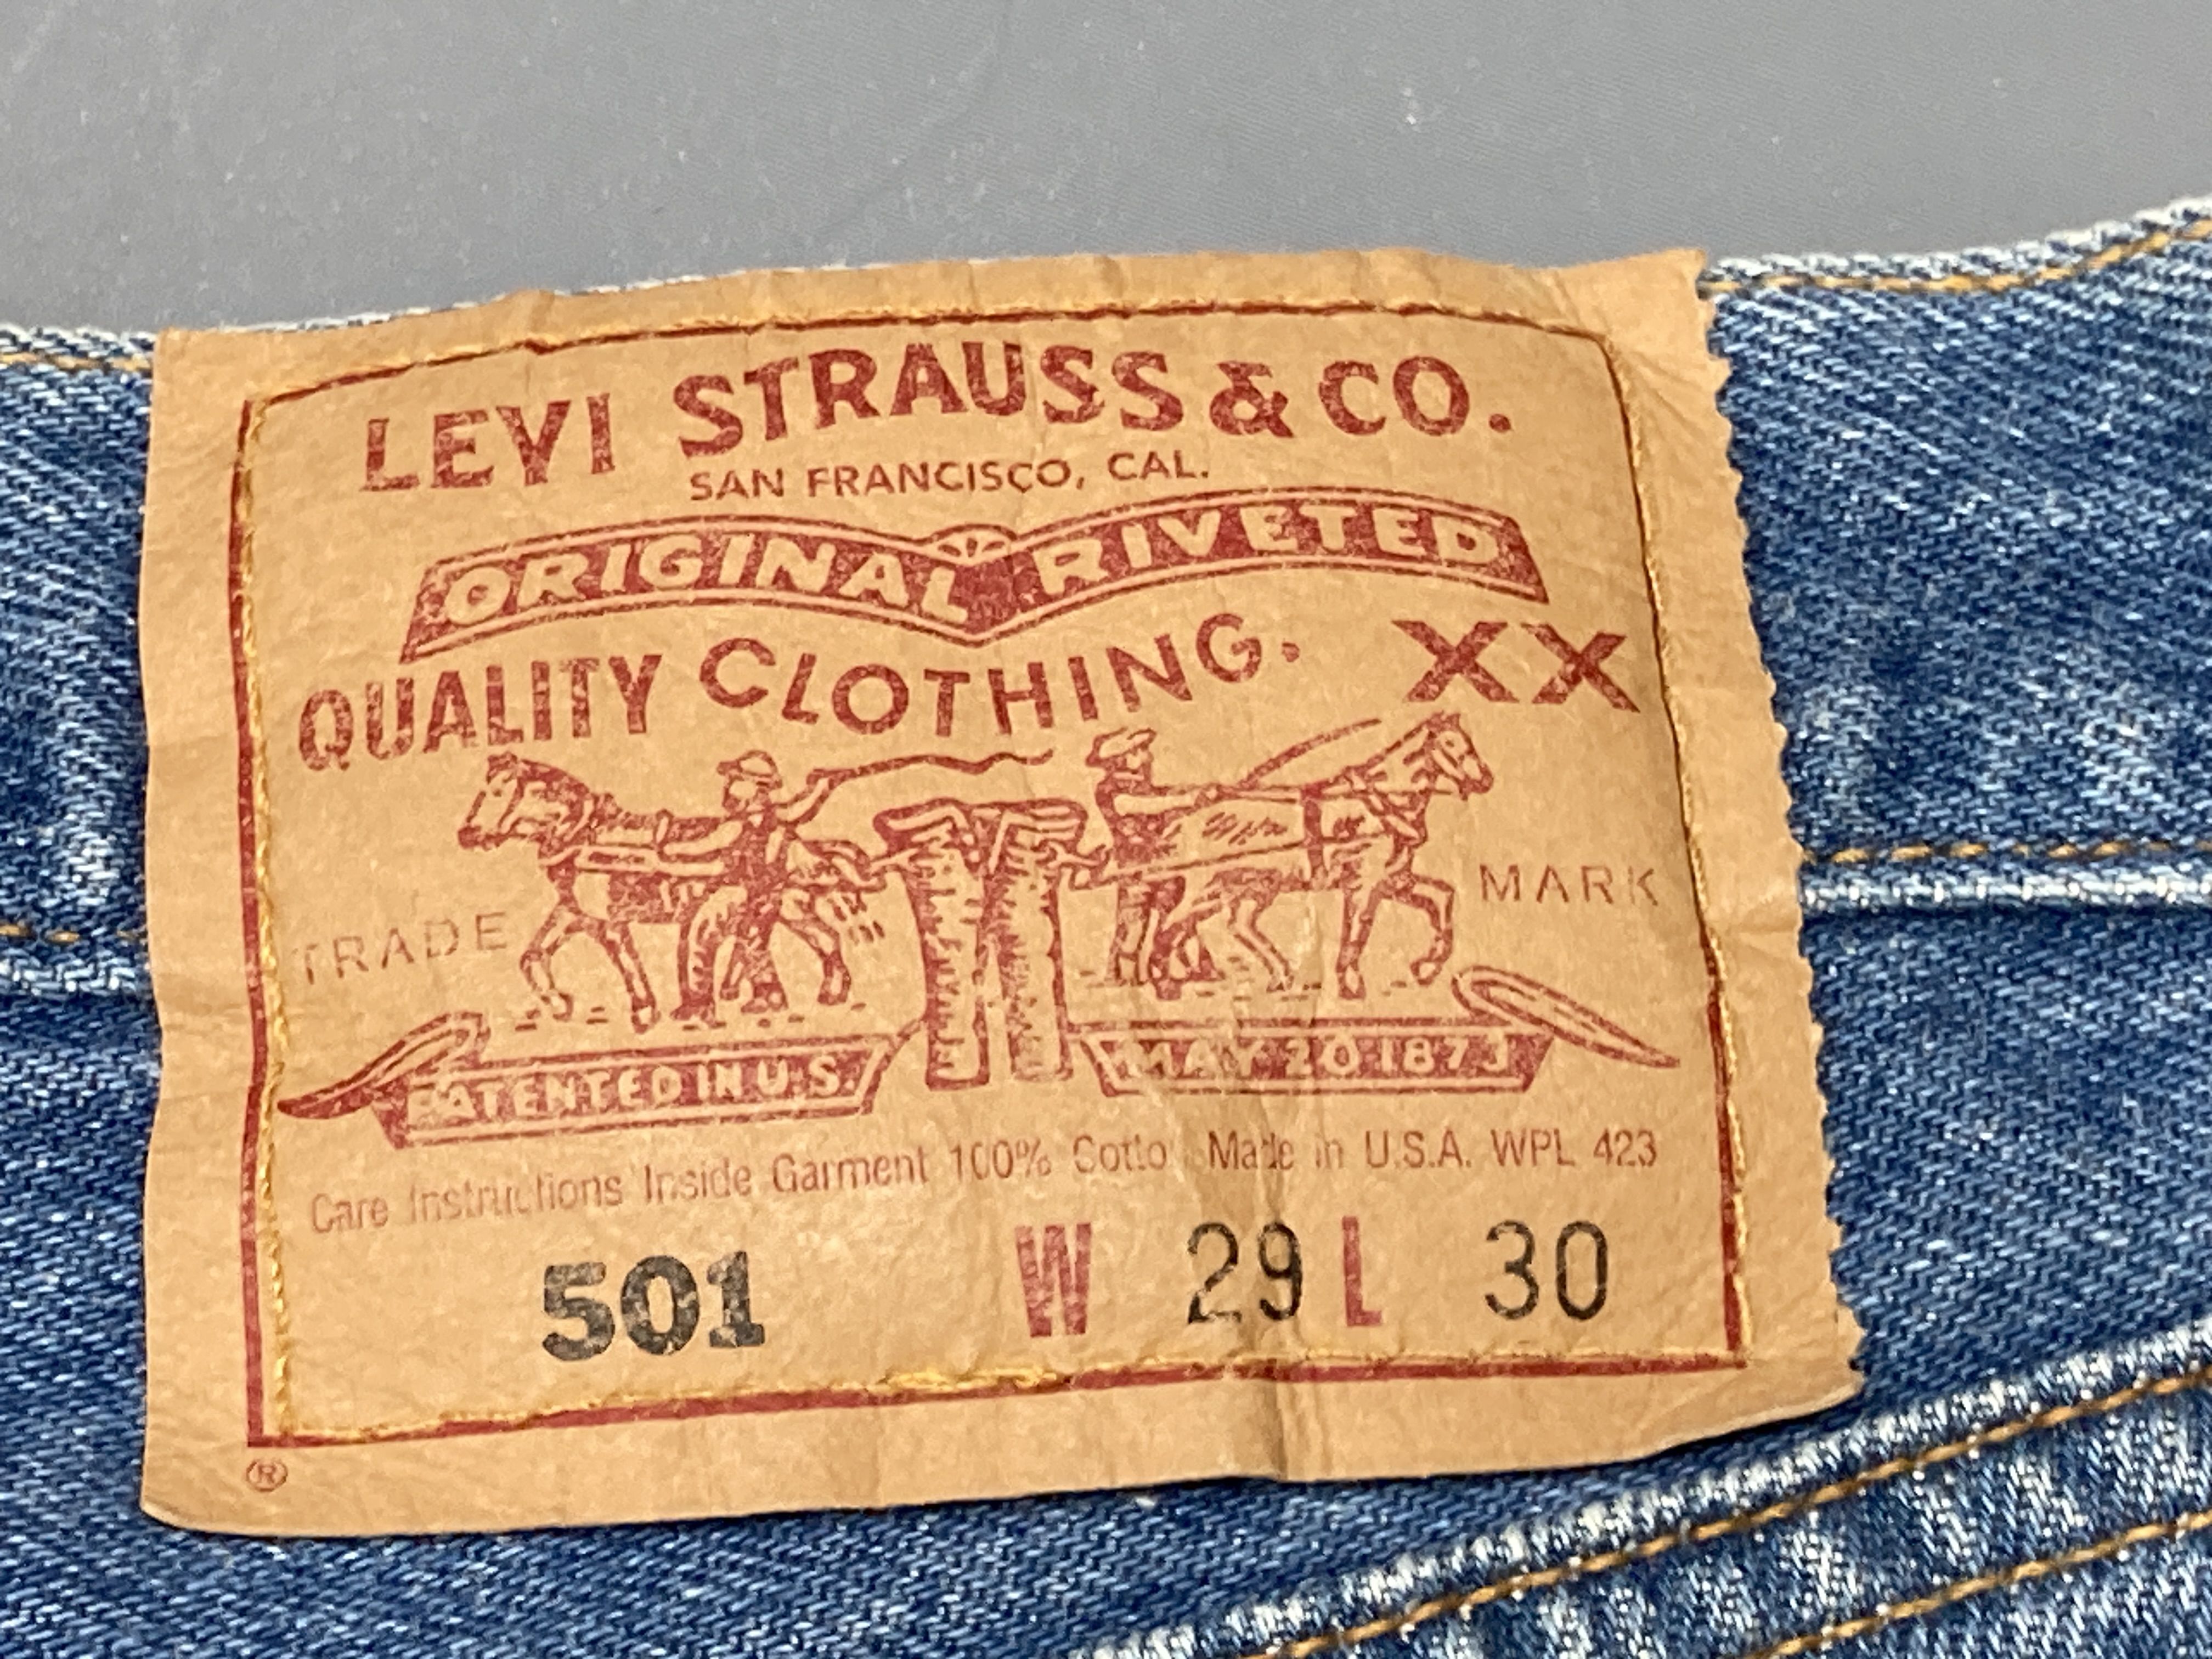 LEVI STRAUSS & CO.
SAN FRANCISCO, CAL.
ORIGINAL RIVETED
QUALITY CLOTHING. XX
TRADE MARK
PATENTED IN U.S. MAY 20 1873
Care Instructions Inside Garment 100% Cotto Made in U.S.A. WPL 423
501 W 29 L 30
®